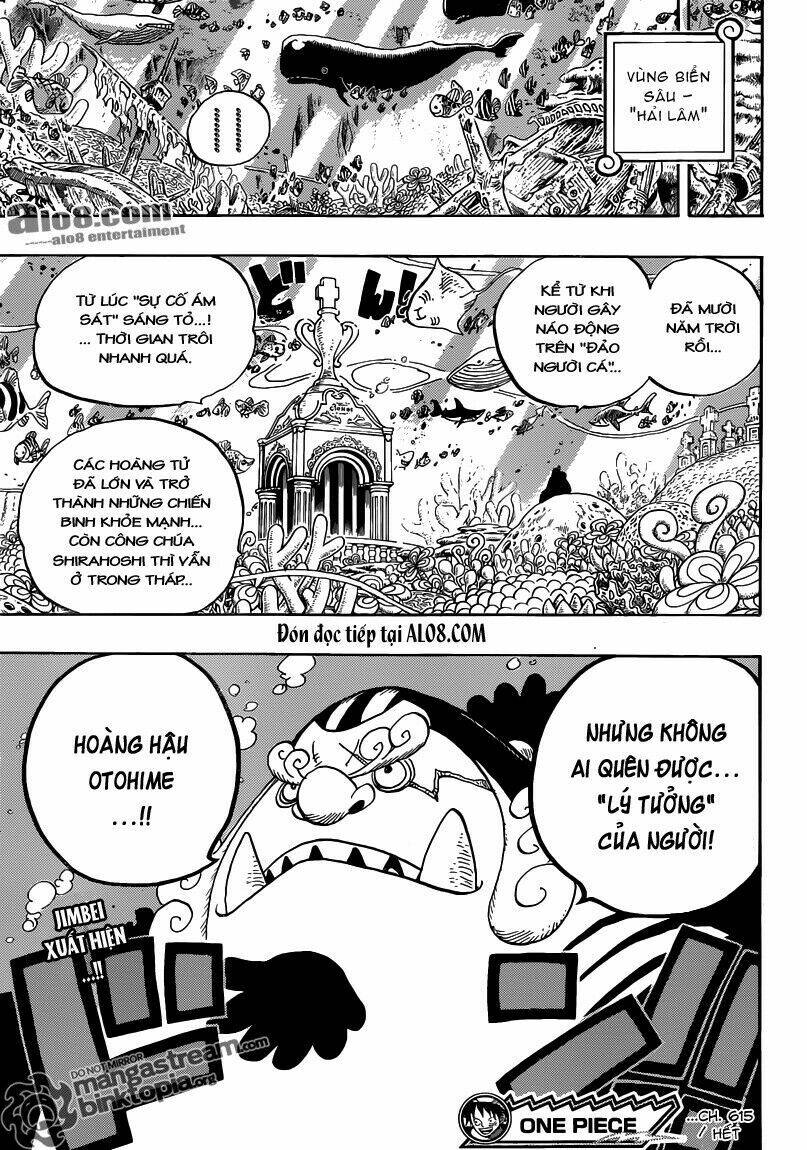 VÙNG BIỂN
SÂU -
"HẢI LÂM"
!! !! !! !!
alo8.com
alo8 entertaiment
ĐÃ MƯỜI
NĂM TRỜI
RỒI...
KỂ TỪ KHI
NGƯỜI GÂY
NÁO ĐỘNG
TRÊN "ĐẢO
NGƯỜI CÁ"...
TỪ LÚC "SỰ CỐ ÁM
SÁT" SÁNG TỎ...!
... THỜI GIAN TRÔI
NHANH QUÁ.
CÁC HOÀNG TỬ
ĐÃ LỚN VÀ TRỞ
THÀNH NHỮNG CHIẾN
BINH KHỎE MẠNH...
CÒN CÔNG CHÚA
SHIRAHOSHI THÌ VẪN
Ở TRONG THÁP...
Đón đọc tiếp tại ALO8.COM
NHƯNG KHÔNG
AI QUÊN ĐƯỢC...
"LÝ TƯỞNG"
CỦA NGƯỜI!
HOÀNG HẬU
OTOHIME
...!!
JIMBEI
XUẤT HIỆN
...!!
DO NOT MIRROR
mangastream.com
binktopia.org
ONE PIECE
...CH. 615
/ HẾT